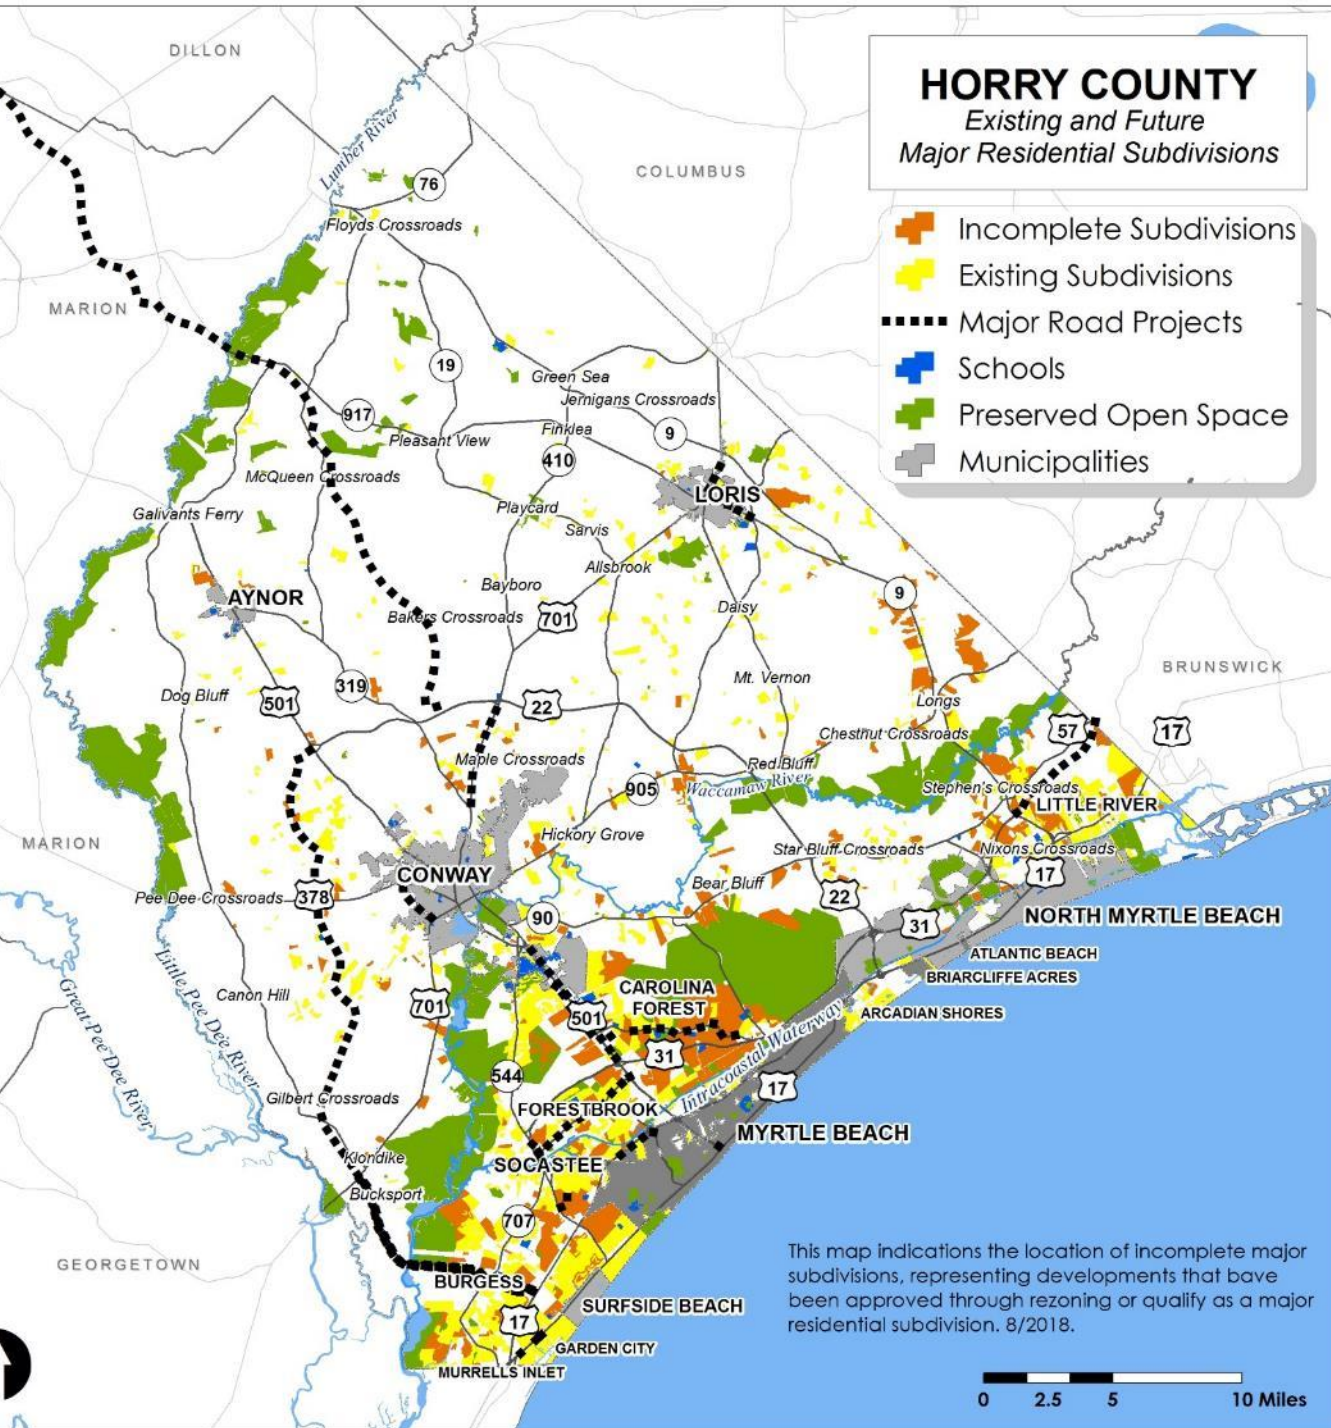 HORRY COUNTY
Existing and Future
Major Residential Subdivisions
Incomplete Subdivisions
Existing Subdivisions
Major Road Projects
Schools
Preserved Open Space
Municipalities
DILLON
Lumber River
COLUMBUS
76
Floyds Crossroads
MARION
19
Green Sea
Jernigans Crossroads
917
Pleasant View
Finklea
9
410
McQueen Crossroads
LORIS
Galivants Ferry
Playcard
Sarvis
Allsbrook
AYNOR
Bayboro
Bakers Crossroads
701
Daisy
9
BRUNSWICK
Dog Bluff
319
501
22
Mt. Vernon
Longs
Chestnut Crossroads
57
17
Maple Crossroads
Red Bluff
905
Waccamaw River
Stephen's Crossroads
LITTLE RIVER
MARION
Hickory Grove
Star Bluff Crossroads
Nixons Crossroads
CONWAY
17
Pee Dee Crossroads
378
Bear Bluff
22
90
31
NORTH MYRTLE BEACH
ATLANTIC BEACH
BRIARCLIFFE ACRES
Canon Hill
CAROLINA
FOREST
701
501
ARCADIAN SHORES
Great Pee Dee River
Little Pee Dee River
31
Intracoastal Waterway
544
17
Gilbert Crossroads
FORESTBROOK
MYRTLE BEACH
Klondike
SOCASTEE
Bucksport
707
GEORGETOWN
BURGESS
SURFSIDE BEACH
17
GARDEN CITY
MURRELLS INLET
This map indications the location of incomplete major
subdivisions, representing developments that bave
been approved through rezoning or qualify as a major
residential subdivision. 8/2018.
0 2.5 5 10 Miles